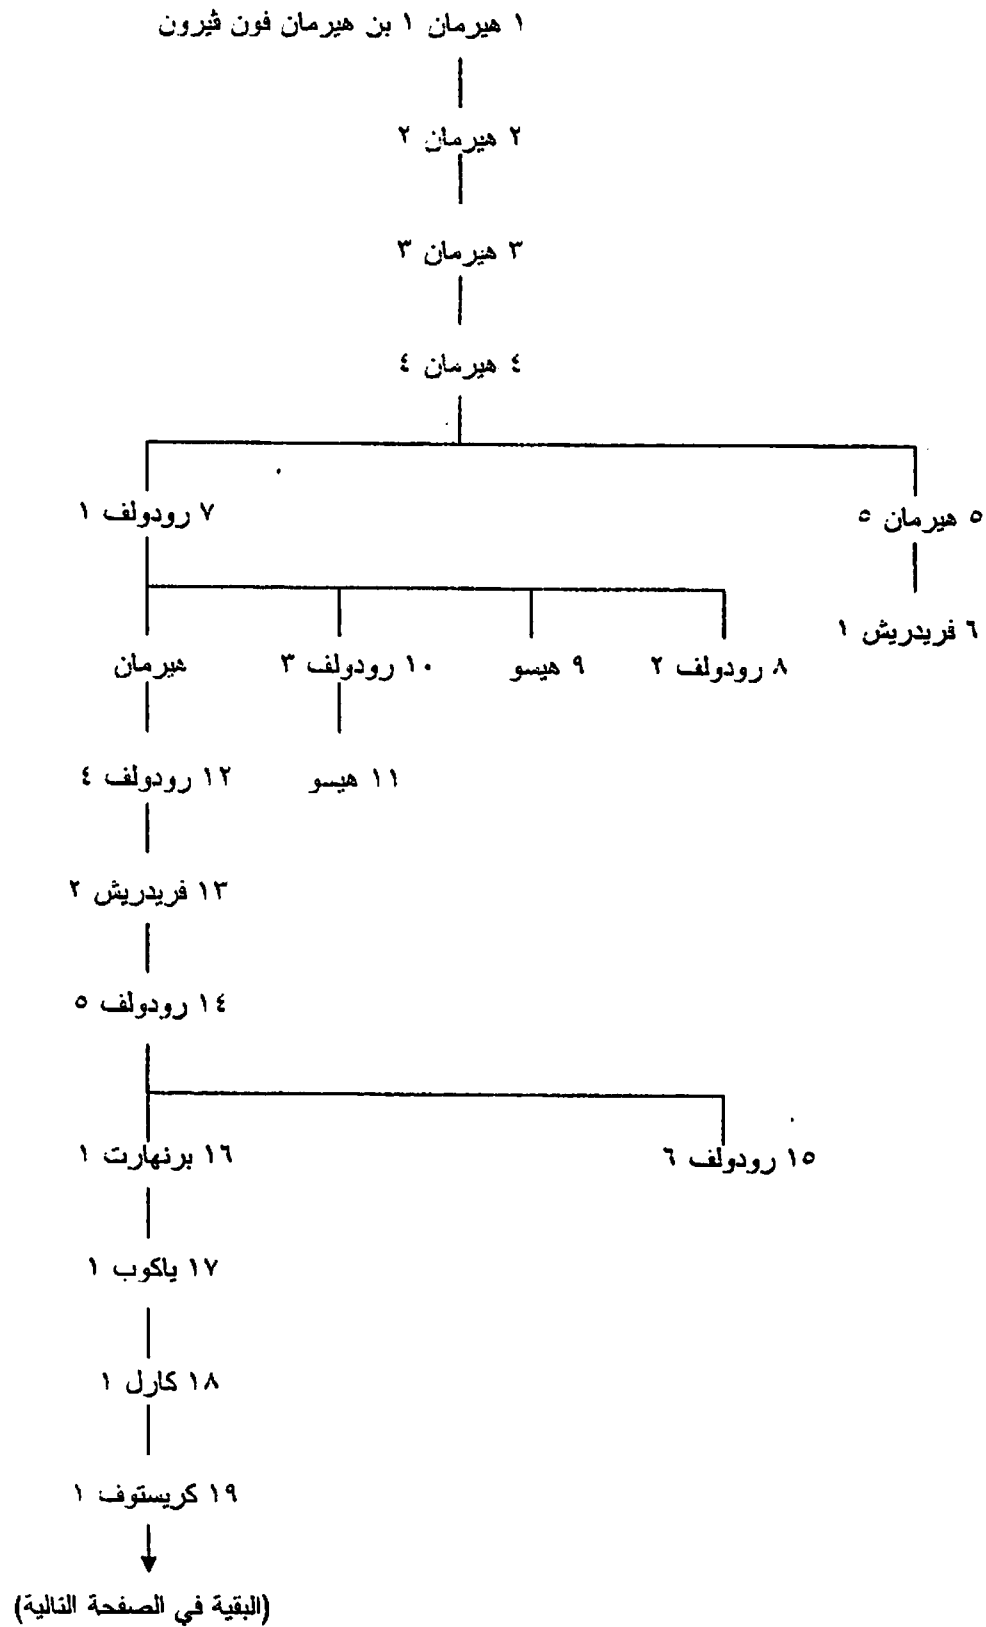 ١ هيرمان ١ بن هيرمان فون ڤيرون
٢ هيرمان ٢
٣ هيرمان ٣
٤ هيرمان ٤
٥ هيرمان ٥
٧ رودولف ١
٦ فريدريش ١
٨ رودولف ٢
٩ هيسو
١٠ رودولف ٣
هيرمان
١١ هيسو
١٢ رودولف ٤
١٣ فريدريش ٢
١٤ رودولف ٥
١٥ رودولف ٦
١٦ برنهارت ١
١٧ ياكوب ١
١٨ كارل ١
١٩ كريستوف ١
(البقية في الصفحة التالية)